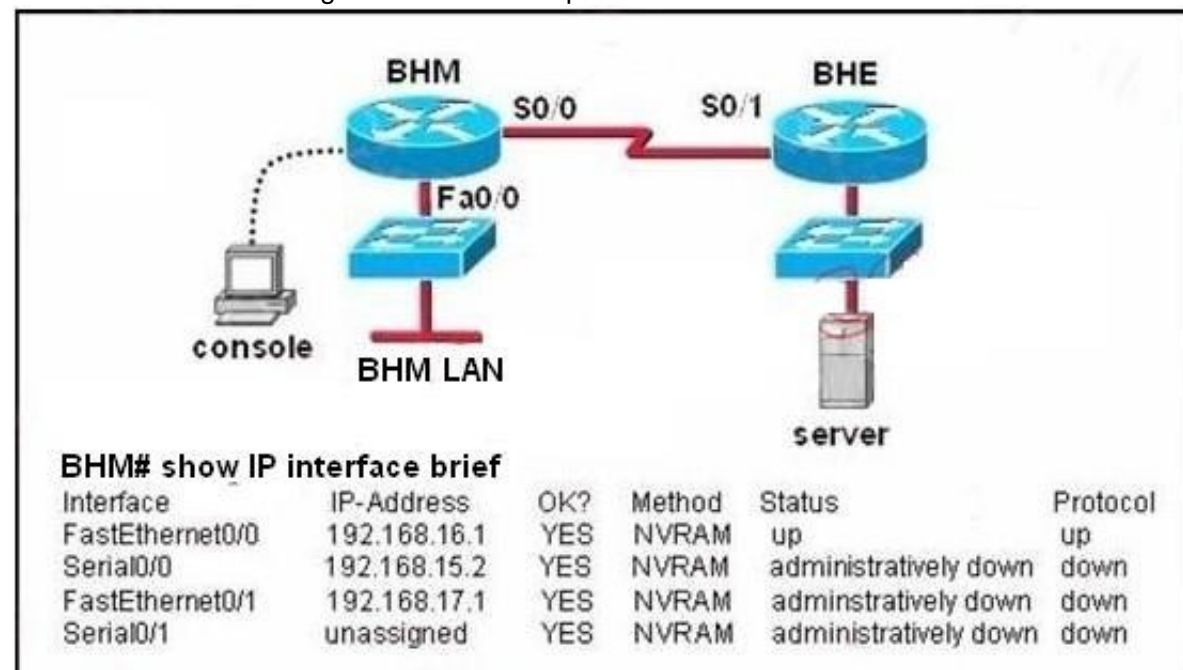 BHM
BHE
S0/0
S0/1
Fa0/0
console
BHM LAN
server
BHM# show IP interface brief
Interface IP-Address OK? Method Status Protocol
FastEthernet0/0 192.168.16.1 YES NVRAM up up
Serial0/0 192.168.15.2 YES NVRAM administratively down down
FastEthernet0/1 192.168.17.1 YES NVRAM adminstratively down down
Serial0/1 unassigned YES NVRAM administratively down down